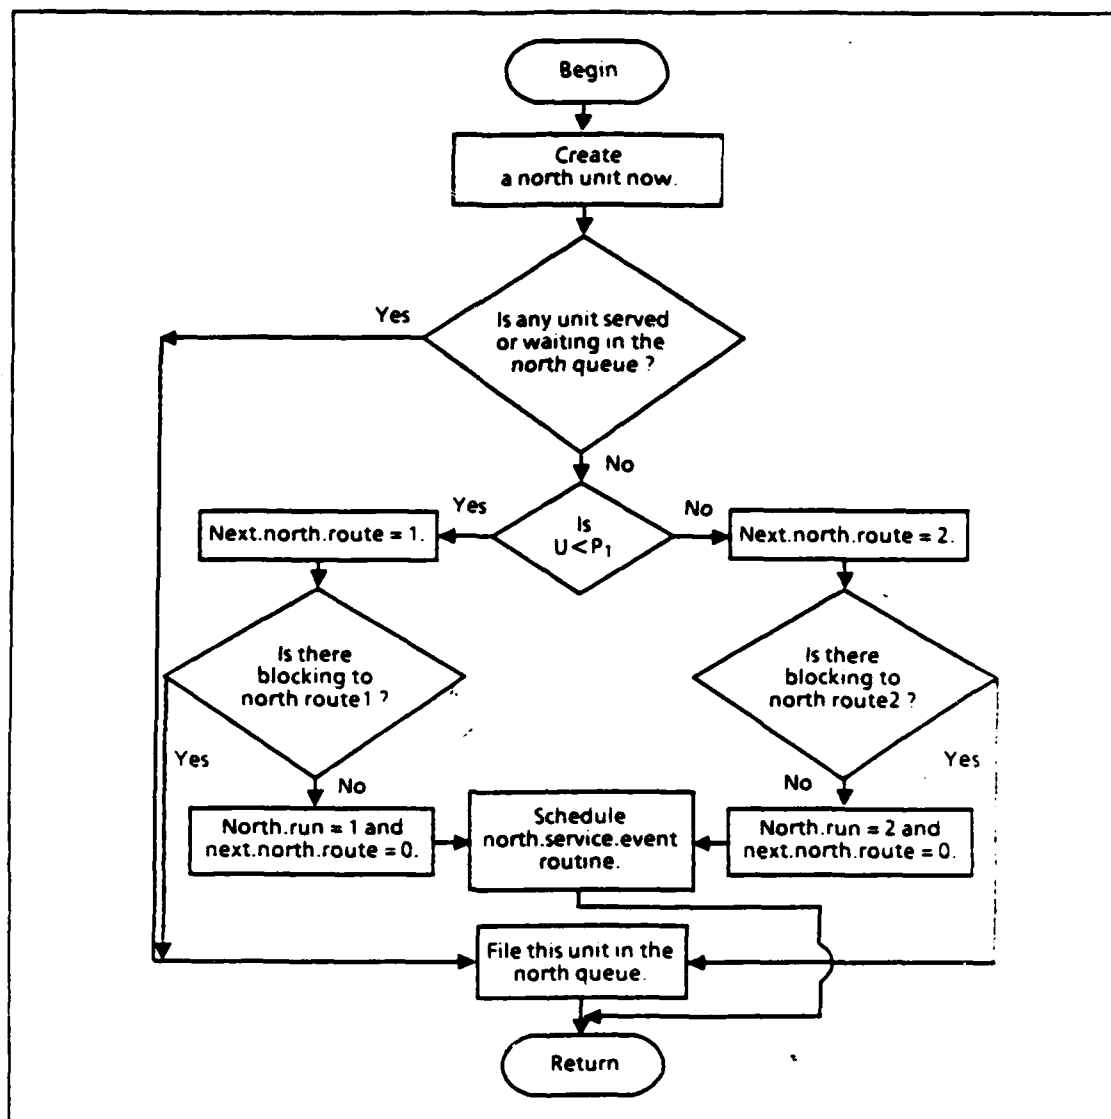 Begin
Create
a north unit now.
Yes
Is any unit served
or waiting in the
north queue ?
No
Yes
Is
U<P₁
No
Next.north.route = 1.
Next.north.route = 2.
Is there
blocking to
north route1 ?
Is there
blocking to
north route2 ?
Yes
No
No
Yes
North.run = 1 and
next.north.route = 0.
Schedule
north.service.event
routine.
North.run = 2 and
next.north.route = 0.
File this unit in the
north queue.
Return